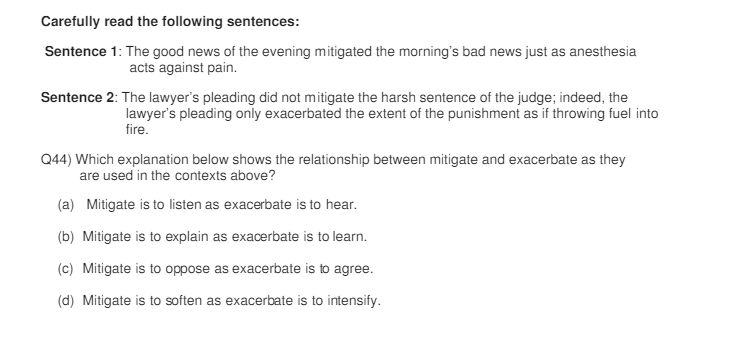 Carefully read the following sentences:
Sentence 1: The good news of the evening mitigated the morning's bad news just as anesthesia
acts against pain.
Sentence 2: The lawyer's pleading did not mitigate the harsh sentence of the judge; indeed, the
lawyer's pleading only exacerbated the extent of the punishment as if throwing fuel into
fire.
Q44) Which explanation below shows the relationship between mitigate and exacerbate as they
are used in the contexts above?
(a) Mitigate is to listen as exacerbate is to hear.
(b) Mitigate is to explain as exacerbate is to learn.
(c) Mitigate is to oppose as exacerbate is to agree.
(d) Mitigate is to soften as exacerbate is to intensify.